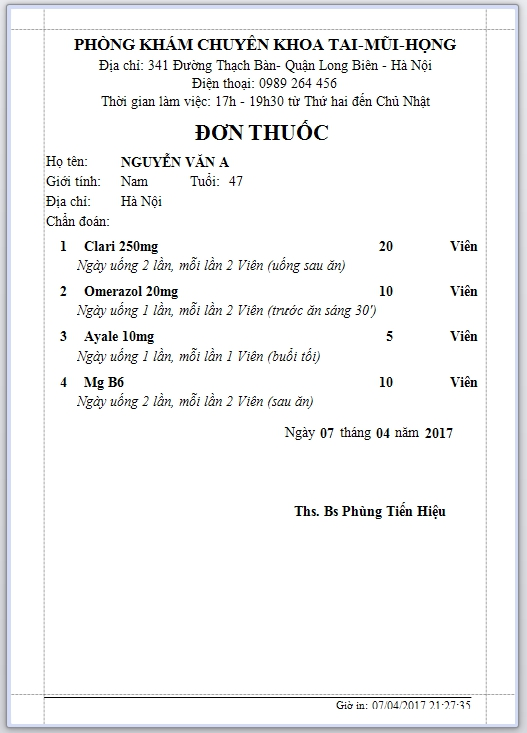 PHÒNG KHÁM CHUYÊN KHOA TAI-MŨI-HỌNG
Địa chỉ: 341 Đường Thạch Bàn- Quận Long Biên - Hà Nội
Điện thoại: 0989 264 456
Thời gian làm việc: 17h - 19h30 từ Thứ hai đến Chủ Nhật
ĐƠN THUỐC
Họ tên: NGUYỄN VĂN A
Giới tính: Nam Tuổi: 47
Địa chỉ: Hà Nội
Chẩn đoán:
1 Clari 250mg 20 Viên
Ngày uống 2 lần, mỗi lần 2 Viên (uống sau ăn)
2 Omerazol 20mg 10 Viên
Ngày uống 1 lần, mỗi lần 2 Viên (trước ăn sáng 30')
3 Ayale 10mg 5 Viên
Ngày uống 1 lần, mỗi lần 1 Viên (buổi tối)
4 Mg B6 10 Viên
Ngày uống 2 lần, mỗi lần 2 Viên (sau ăn)
Ngày 07 tháng 04 năm 2017
Ths. Bs Phùng Tiến Hiệu
Giờ in: 07/04/2017 21:27:35